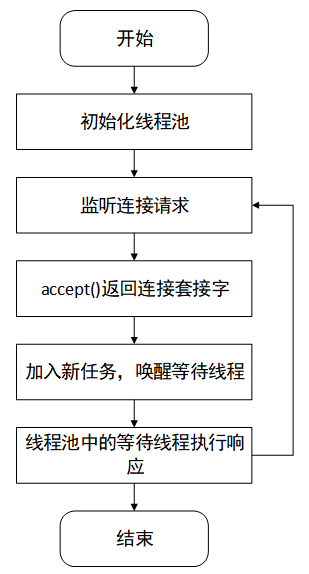 开始
初始化线程池
监听连接请求
accept()返回连接套接字
加入新任务，唤醒等待线程
线程池中的等待线程执行响
应
结束